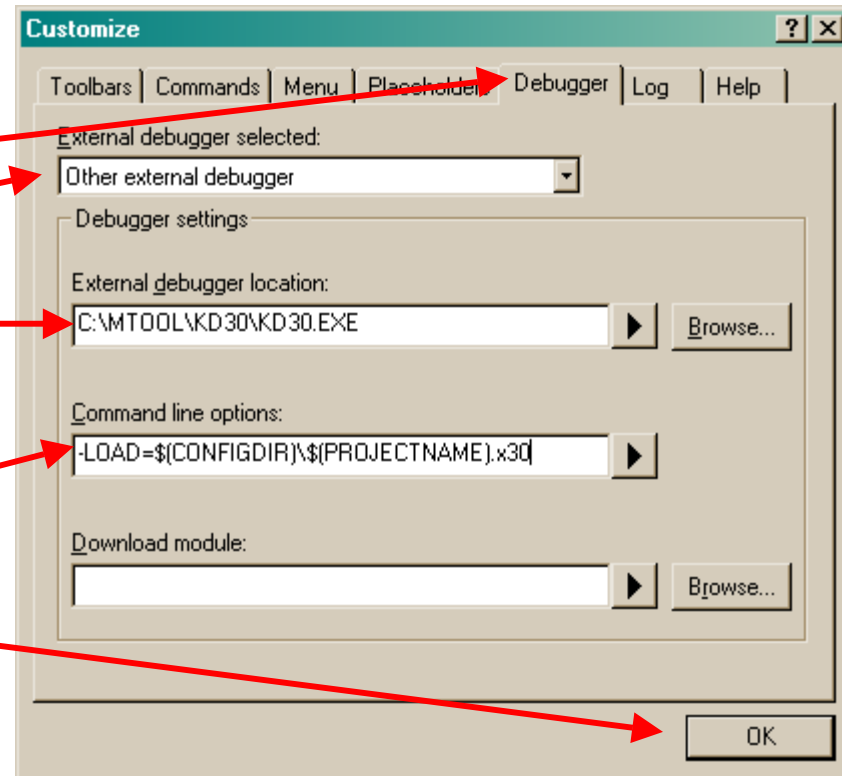 Customize
Toolbars Commands Menu Placeholders Debugger Log Help
External debugger selected:
Other external debugger
Debugger settings
External debugger location:
C:\MTOOL\KD30\KD30.EXE
Browse...
Command line options:
-LOAD=$(CONFIGDIR)\$(PROJECTNAME).x30
Download module:
Browse...
OK